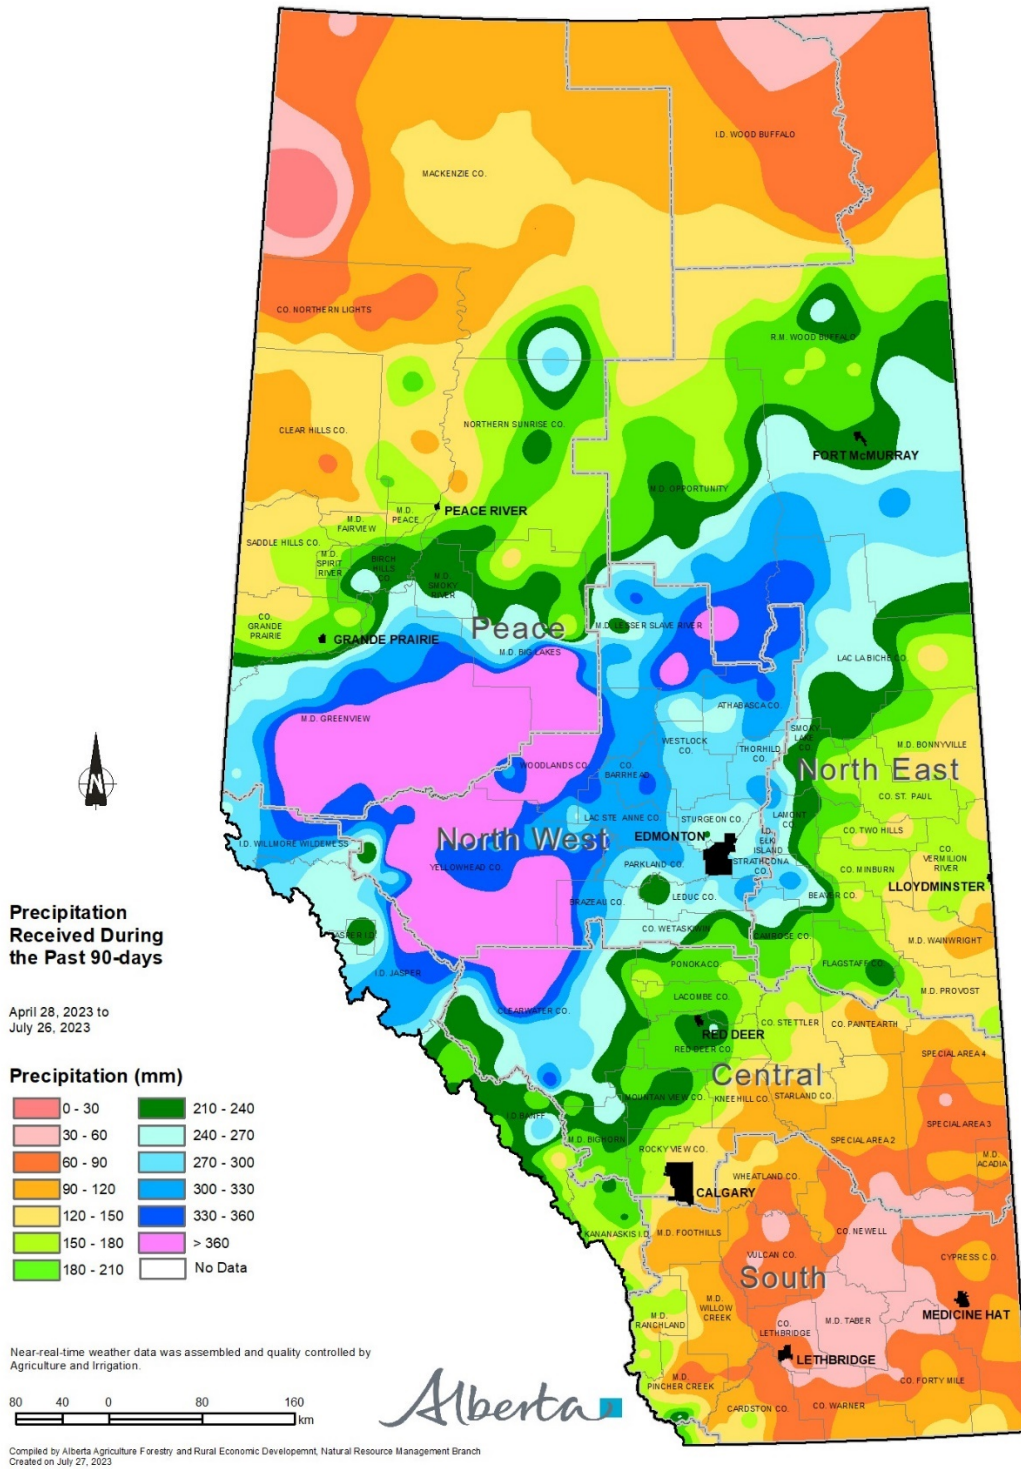 I.D. WOOD BUFFALO
MACKENZIE CO.
CO. NORTHERN LIGHTS
R.M. WOOD BUFFALO
CLEAR HILLS CO.
NORTHERN SUNRISE CO.
FORT McMURRAY
M.D. OPPORTUNITY
PEACE RIVER
M.D.
PEACE
M.D.
FAIRVIEW
SADDLE HILLS CO.
M.D.
SPIRIT
RIVER
BIRCH
HILLS
CO.
M.D.
SMOKY
RIVER
CO.
GRANDE
PRAIRIE
GRANDE PRAIRIE
Peace
M.D. BIG LAKES
M.D. LESSER SLAVE RIVER
LAC LA BICHE CO.
M.D. GREENVIEW
ATHABASCA CO.
WOODLANDS CO.
CO.
BARRHEAD
WESTLOCK
CO.
THORHILD
CO.
SMOKY
LAKE
CO.
M.D. BONNYVILLE
North East
CO. ST. PAUL
North West
LAC STE ANNE CO.
STURGEON CO.
LAMONT
CO.
EDMONTON
I.D.
ELK
ISLAND
CO. TWO HILLS
I.D. WILLMORE WILDERNESS
YELLOWHEAD CO.
PARKLAND CO.
STRATHCONA
CO.
CO. MINBURN
CO.
VERMILION
RIVER
LLOYDMINSTER
BRAZEAU CO.
LEDUC CO.
BEAVER CO.
JASPER I.D.
CO. WETASKIWIN
CAMROSE CO.
M.D. WAINWRIGHT
I.D. JASPER
PONOKA CO.
FLAGSTAFF CO.
M.D. PROVOST
CLEARWATER CO.
LACOMBE CO.
CO. STETTLER
CO. PAINTEARTH
RED DEER
RED DEER CO.
SPECIAL AREA 4
Central
MOUNTAIN VIEW CO.
KNEEHILL CO.
STARLAND CO.
I.D. BANFF
M.D. BIGHORN
SPECIAL AREA 3
SPECIAL AREA 2
ROCKY VIEW CO.
M.D.
ACADIA
WHEATLAND CO.
CALGARY
KANANASKIS I.D.
M.D. FOOTHILLS
CO. NEWELL
VULCAN CO.
CYPRESS C.O.
South
M.D.
WILLOW
CREEK
M.D.
RANCHLAND
CO.
LETHBRIDGE
M.D. TABER
MEDICINE HAT
LETHBRIDGE
M.D.
PINCHER CREEK
CO. FORTY MILE
CARDSTON CO.
CO. WARNER
N
Precipitation
Received During
the Past 90-days
April 28, 2023 to
July 26, 2023
Precipitation (mm)
0 - 30
30 - 60
60 - 90
90 - 120
120 - 150
150 - 180
180 - 210
210 - 240
240 - 270
270 - 300
300 - 330
330 - 360
> 360
No Data
Near-real-time weather data was assembled and quality controlled by
Agriculture and Irrigation.
80 40 0 80 160
km
Alberta
Compiled by Alberta Agriculture Forestry and Rural Economic Developemnt, Natural Resource Management Branch
Created on July 27, 2023